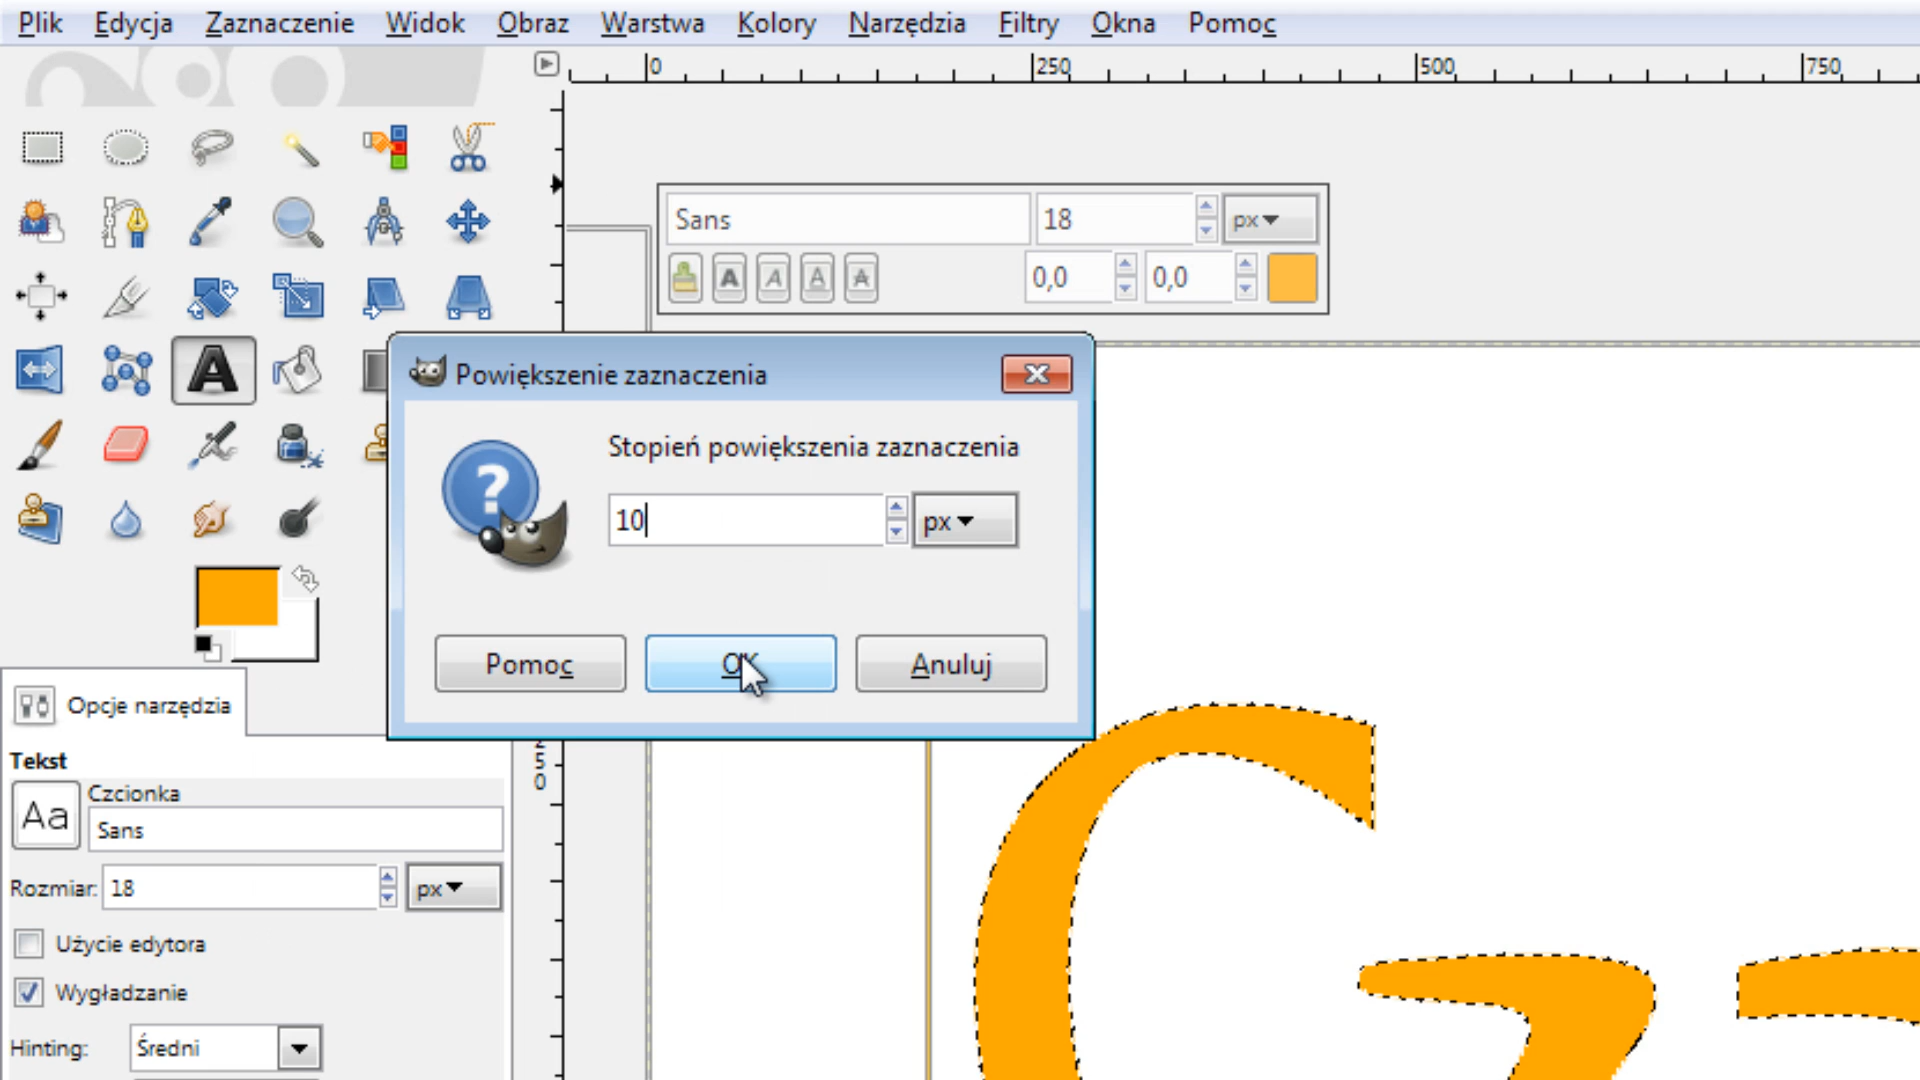 Plik Edycja Zaznaczenie Widok Obraz Warstwa Kolory Narzędzia Filtry Okna Pomoc
0 250 500 750
Sans 18 px
A A A A 0,0 0,0
A
Powiększenie zaznaczenia
Stopień powiększenia zaznaczenia
?
10 px
Pomoc OK Anuluj
Opcje narzędzia
250
Tekst
Aa Czcionka
Sans
Rozmiar: 18 px
Użycie edytora
Wygładzanie
Hinting: Średni
G